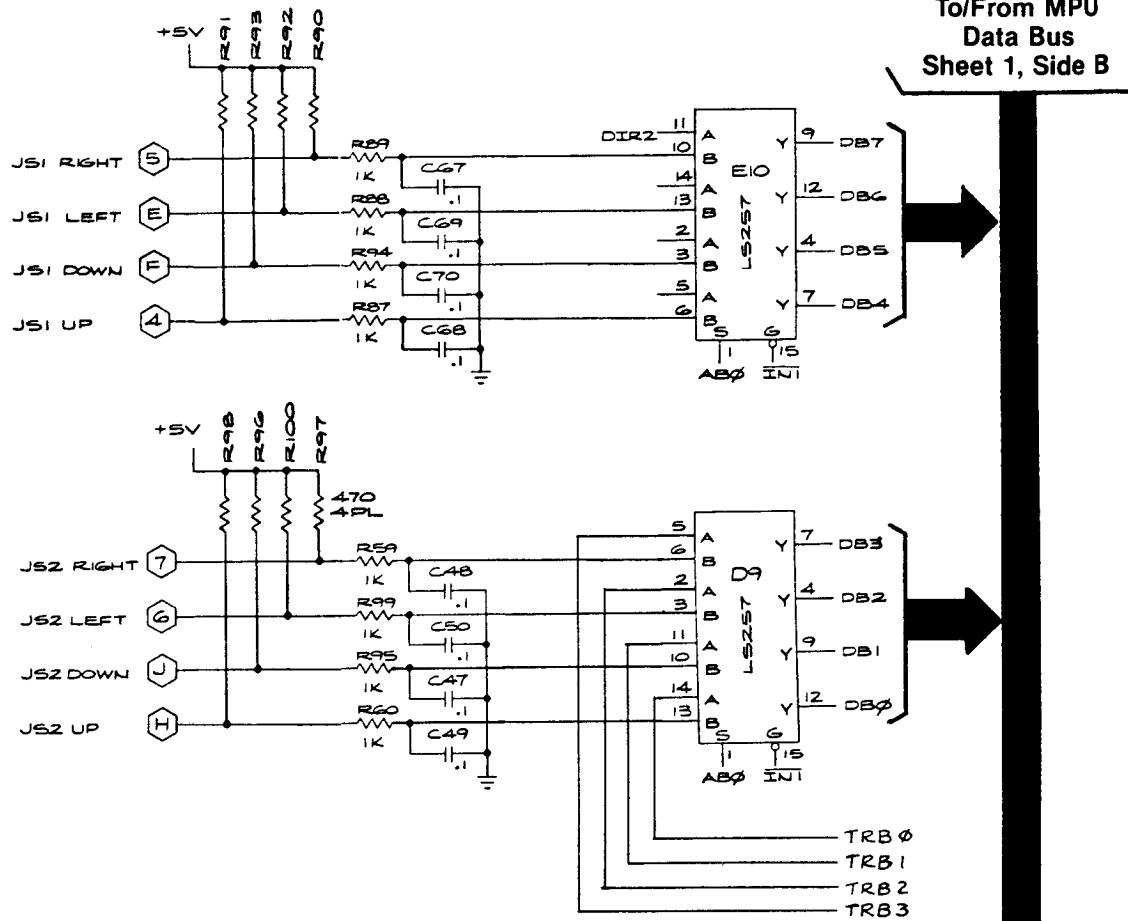 To/From MPU
Data Bus
Sheet 1, Side B
+5V
R91
R93
R92
R90
JS1 RIGHT 5
R89
1K
C67
.1
JS1 LEFT E
R88
1K
C69
.1
JS1 DOWN F
R94
1K
C70
.1
JS1 UP 4
R87
1K
C68
.1
DIR2 11 A
10 B
14 A
13 B
2 A
3 B
5 A
6 B
E10
LS257
Y 9 DB7
Y 12 DB6
Y 4 DB5
Y 7 DB4
S G
1 15
ABØ IN1
+5V
R98
R96
R100
R97
470
4PL
JS2 RIGHT 7
R59
1K
C48
.1
JS2 LEFT 6
R99
1K
C50
.1
JS2 DOWN J
R95
1K
C47
.1
JS2 UP H
R60
1K
C49
.1
5 A
6 B
2 A
3 B
11 A
10 B
14 A
13 B
D9
LS257
Y 7 DB3
Y 4 DB2
Y 9 DB1
Y 12 DBØ
S G
1 15
ABØ IN1
TRBØ
TRB1
TRB2
TRB3